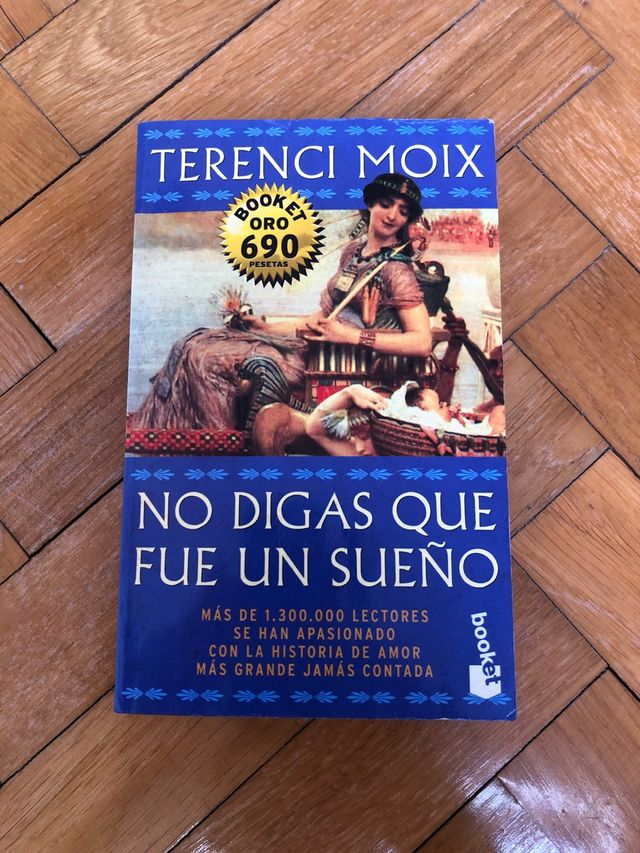 TERENCI MOIX
BOOKET
ORO
690
PESETAS
NO DIGAS QUE
FUE UN SUEÑO
MÁS DE 1.300.000 LECTORES
SE HAN APASIONADO
CON LA HISTORIA DE AMOR
MÁS GRANDE JAMÁS CONTADA
booket